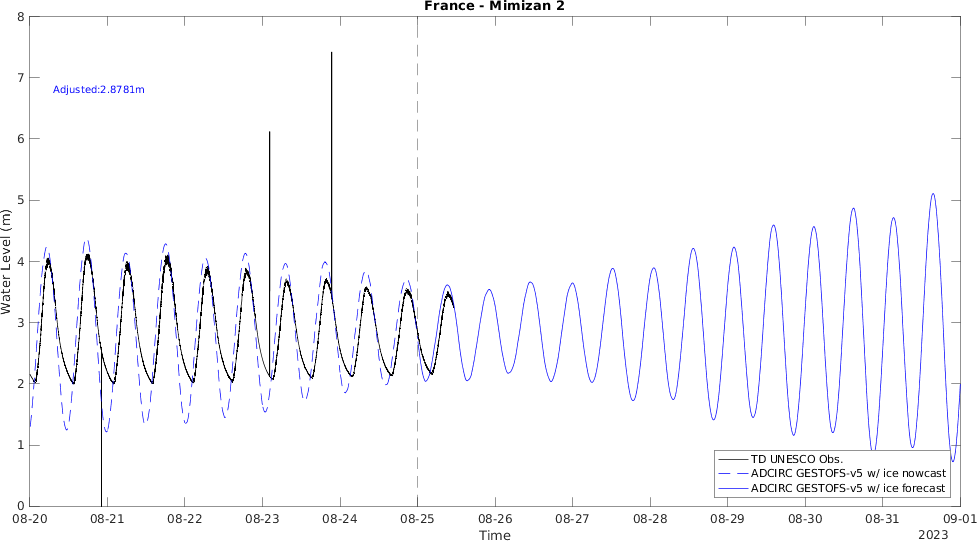 France - Mimizan 2
8
7
6
5
4
3
2
1
0
Water Level (m)
Adjusted:2.8781m
TD UNESCO Obs.
ADCIRC GESTOFS-v5 w/ ice nowcast
ADCIRC GESTOFS-v5 w/ ice forecast
08-20 08-21 08-22 08-23 08-24 08-25 08-26 08-27 08-28 08-29 08-30 08-31 09-01
Time
2023